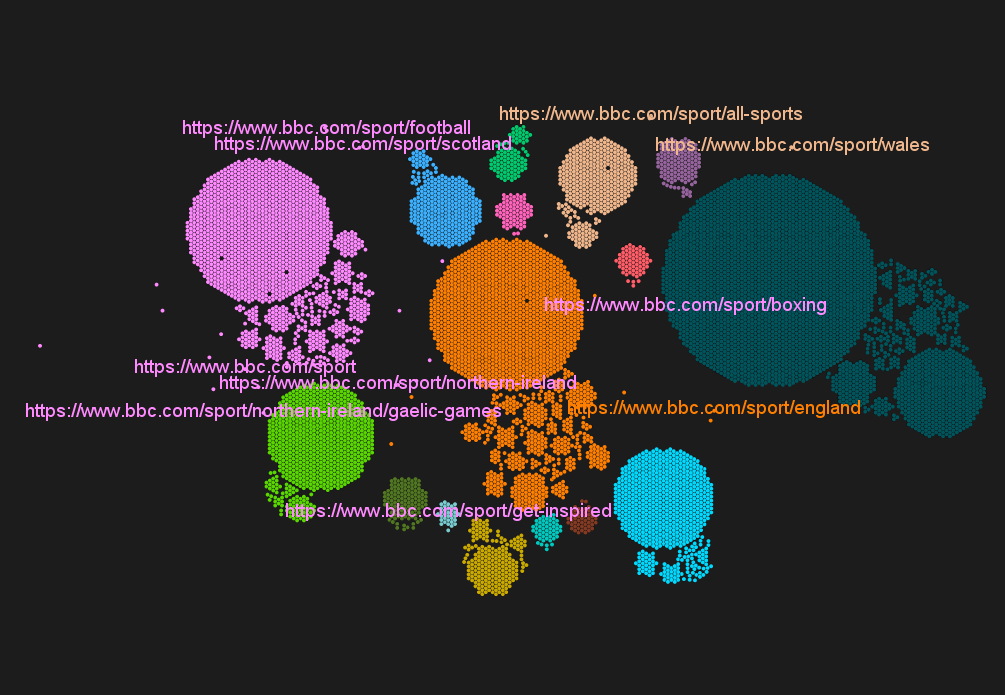 https://www.bbc.com/sport/all-sports
https://www.bbc.com/sport/football
https://www.bbc.com/sport/scotland
https://www.bbc.com/sport/wales
https://www.bbc.com/sport/boxing
https://www.bbc.com/sport
https://www.bbc.com/sport/northern-ireland
https://www.bbc.com/sport/england
https://www.bbc.com/sport/northern-ireland/gaelic-games
https://www.bbc.com/sport/get-inspired